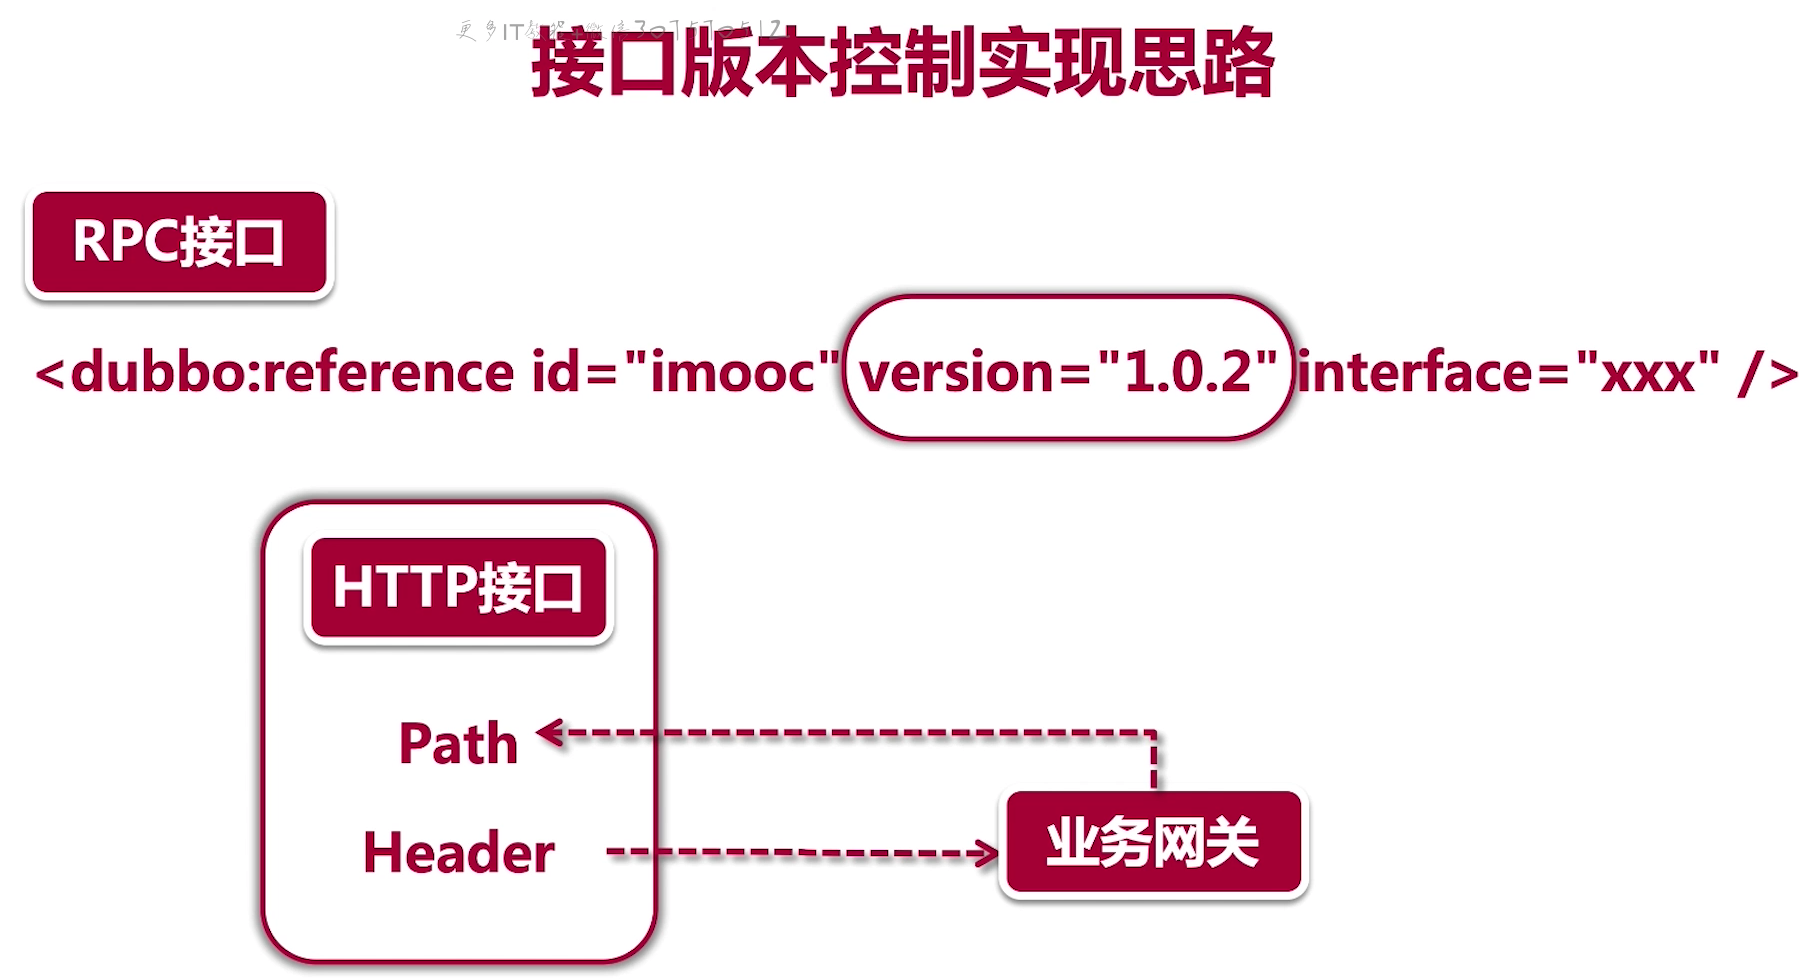 接口版本控制实现思路
RPC接口
<dubbo:reference id="imooc" version="1.0.2" interface="xxx" />
HTTP接口
Path
Header
业务网关